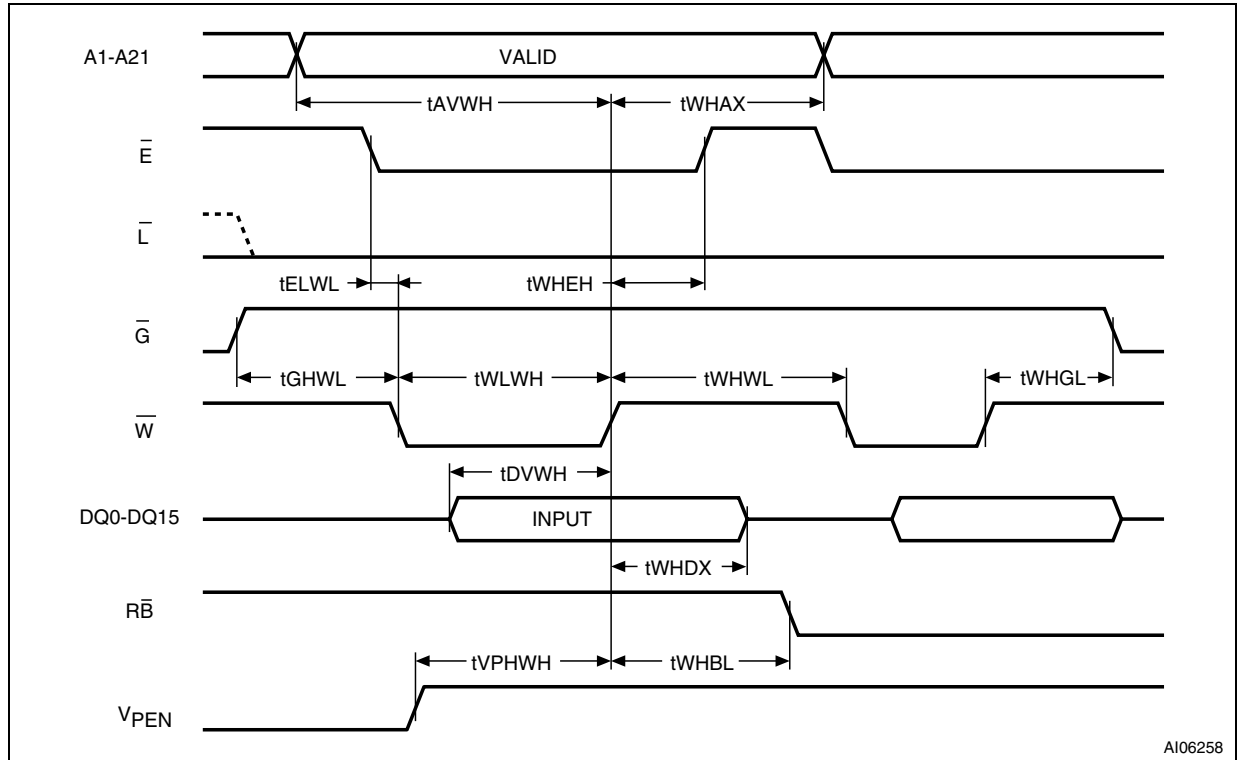 A1-A21
VALID
tAVWH
tWHAX
E̅
L̅
tELWL
tWHEH
G̅
tGHWL
tWLWH
tWHWL
tWHGL
W̅
tDVWH
DQ0-DQ15
INPUT
tWHDX
RB̅
tVPHWH
tWHBL
VPEN
AI06258